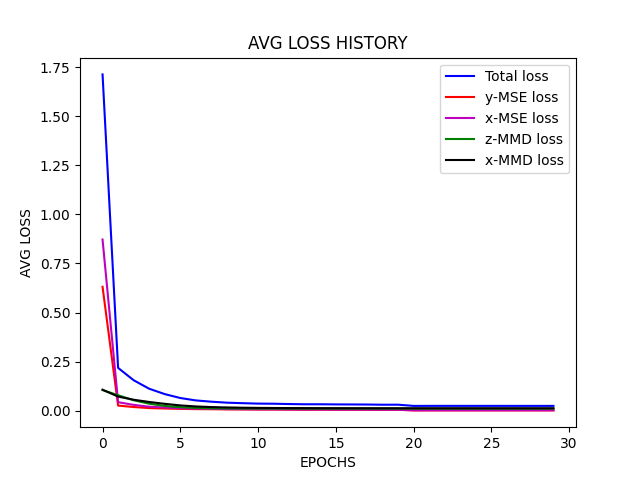 AVG LOSS HISTORY
Total loss
y-MSE loss
x-MSE loss
z-MMD loss
x-MMD loss
AVG LOSS
1.75
1.50
1.25
1.00
0.75
0.50
0.25
0.00
0 5 10 15 20 25 30
EPOCHS